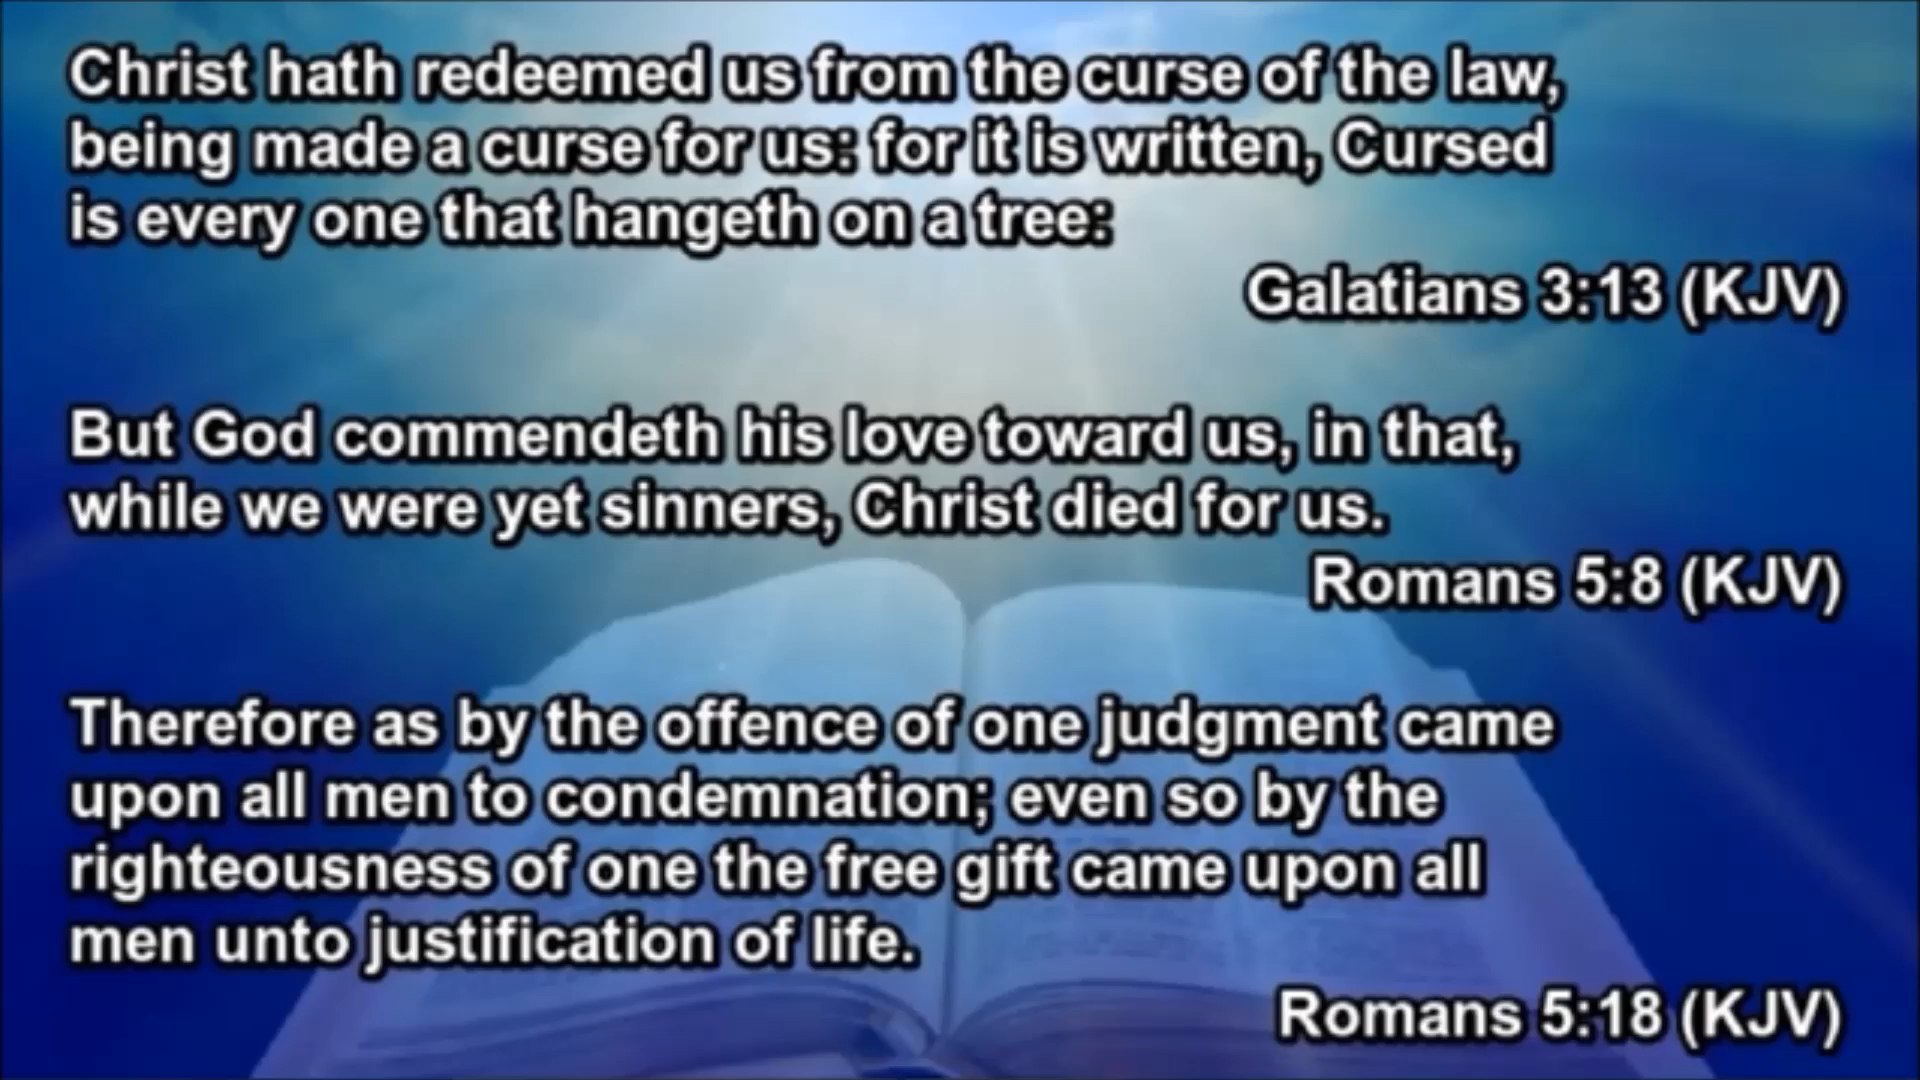 Christ hath redeemed us from the curse of the law,
being made a curse for us: for it is written, Cursed
is every one that hangeth on a tree:
Galatians 3:13 (KJV)
But God commendeth his love toward us, in that,
while we were yet sinners, Christ died for us.
Romans 5:8 (KJV)
Therefore as by the offence of one judgment came
upon all men to condemnation; even so by the
righteousness of one the free gift came upon all
men unto justification of life.
Romans 5:18 (KJV)